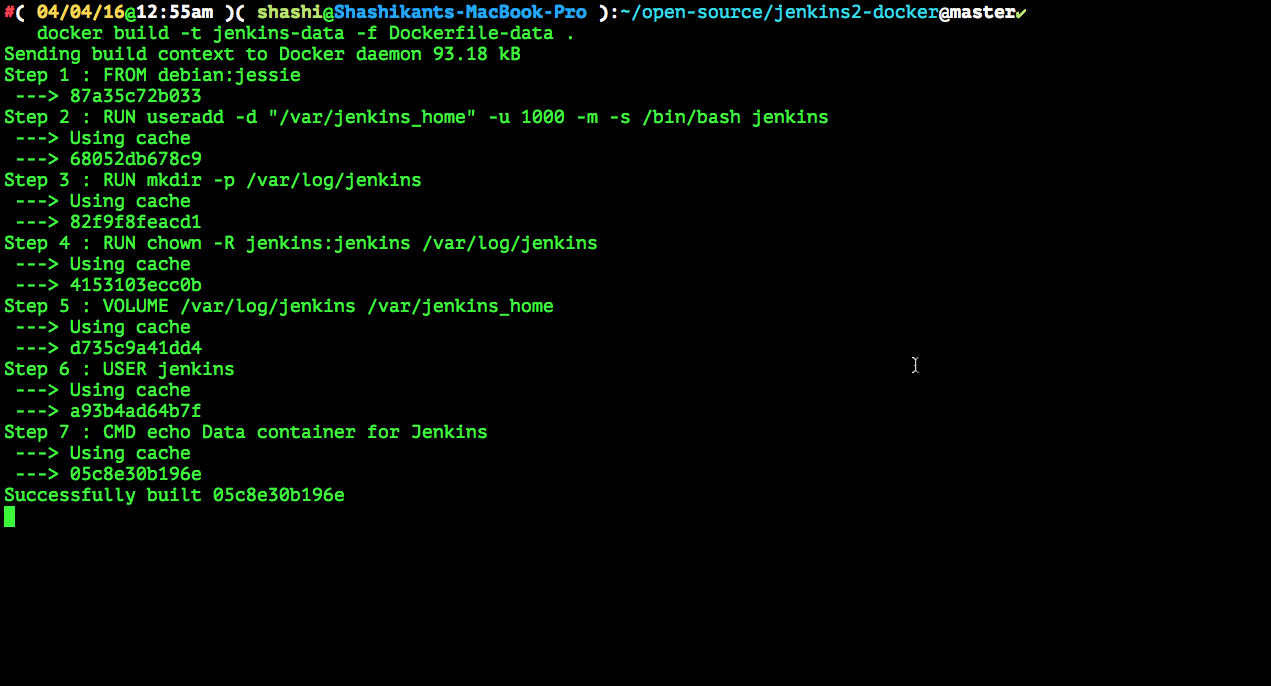 #( 04/04/16@12:55am )( shashi@Shashikants-MacBook-Pro ):~/open-source/jenkins2-docker@master✔
docker build -t jenkins-data -f Dockerfile-data .
Sending build context to Docker daemon 93.18 kB
Step 1 : FROM debian:jessie
---> 87a35c72b033
Step 2 : RUN useradd -d "/var/jenkins_home" -u 1000 -m -s /bin/bash jenkins
---> Using cache
---> 68052db678c9
Step 3 : RUN mkdir -p /var/log/jenkins
---> Using cache
---> 82f9f8feacd1
Step 4 : RUN chown -R jenkins:jenkins /var/log/jenkins
---> Using cache
---> 4153103ecc0b
Step 5 : VOLUME /var/log/jenkins /var/jenkins_home
---> Using cache
---> d735c9a41dd4
Step 6 : USER jenkins
---> Using cache
---> a93b4ad64b7f
Step 7 : CMD echo Data container for Jenkins
---> Using cache
---> 05c8e30b196e
Successfully built 05c8e30b196e